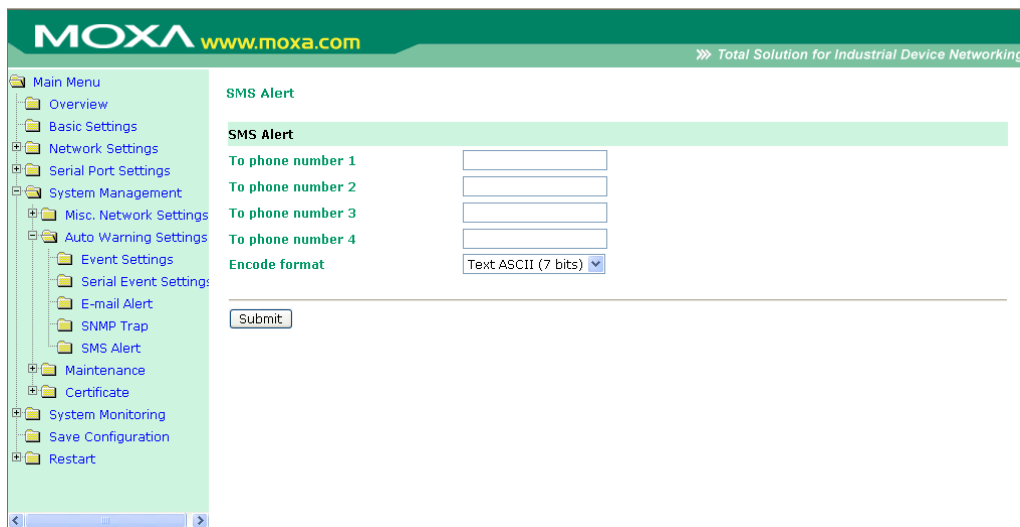 MOXA www.moxa.com
Total Solution for Industrial Device Networking
Main Menu
Overview
Basic Settings
Network Settings
Serial Port Settings
System Management
Misc. Network Settings
Auto Warning Settings
Event Settings
Serial Event Settings
E-mail Alert
SNMP Trap
SMS Alert
Maintenance
Certificate
System Monitoring
Save Configuration
Restart
SMS Alert
SMS Alert
To phone number 1
To phone number 2
To phone number 3
To phone number 4
Encode format Text ASCII (7 bits)
Submit